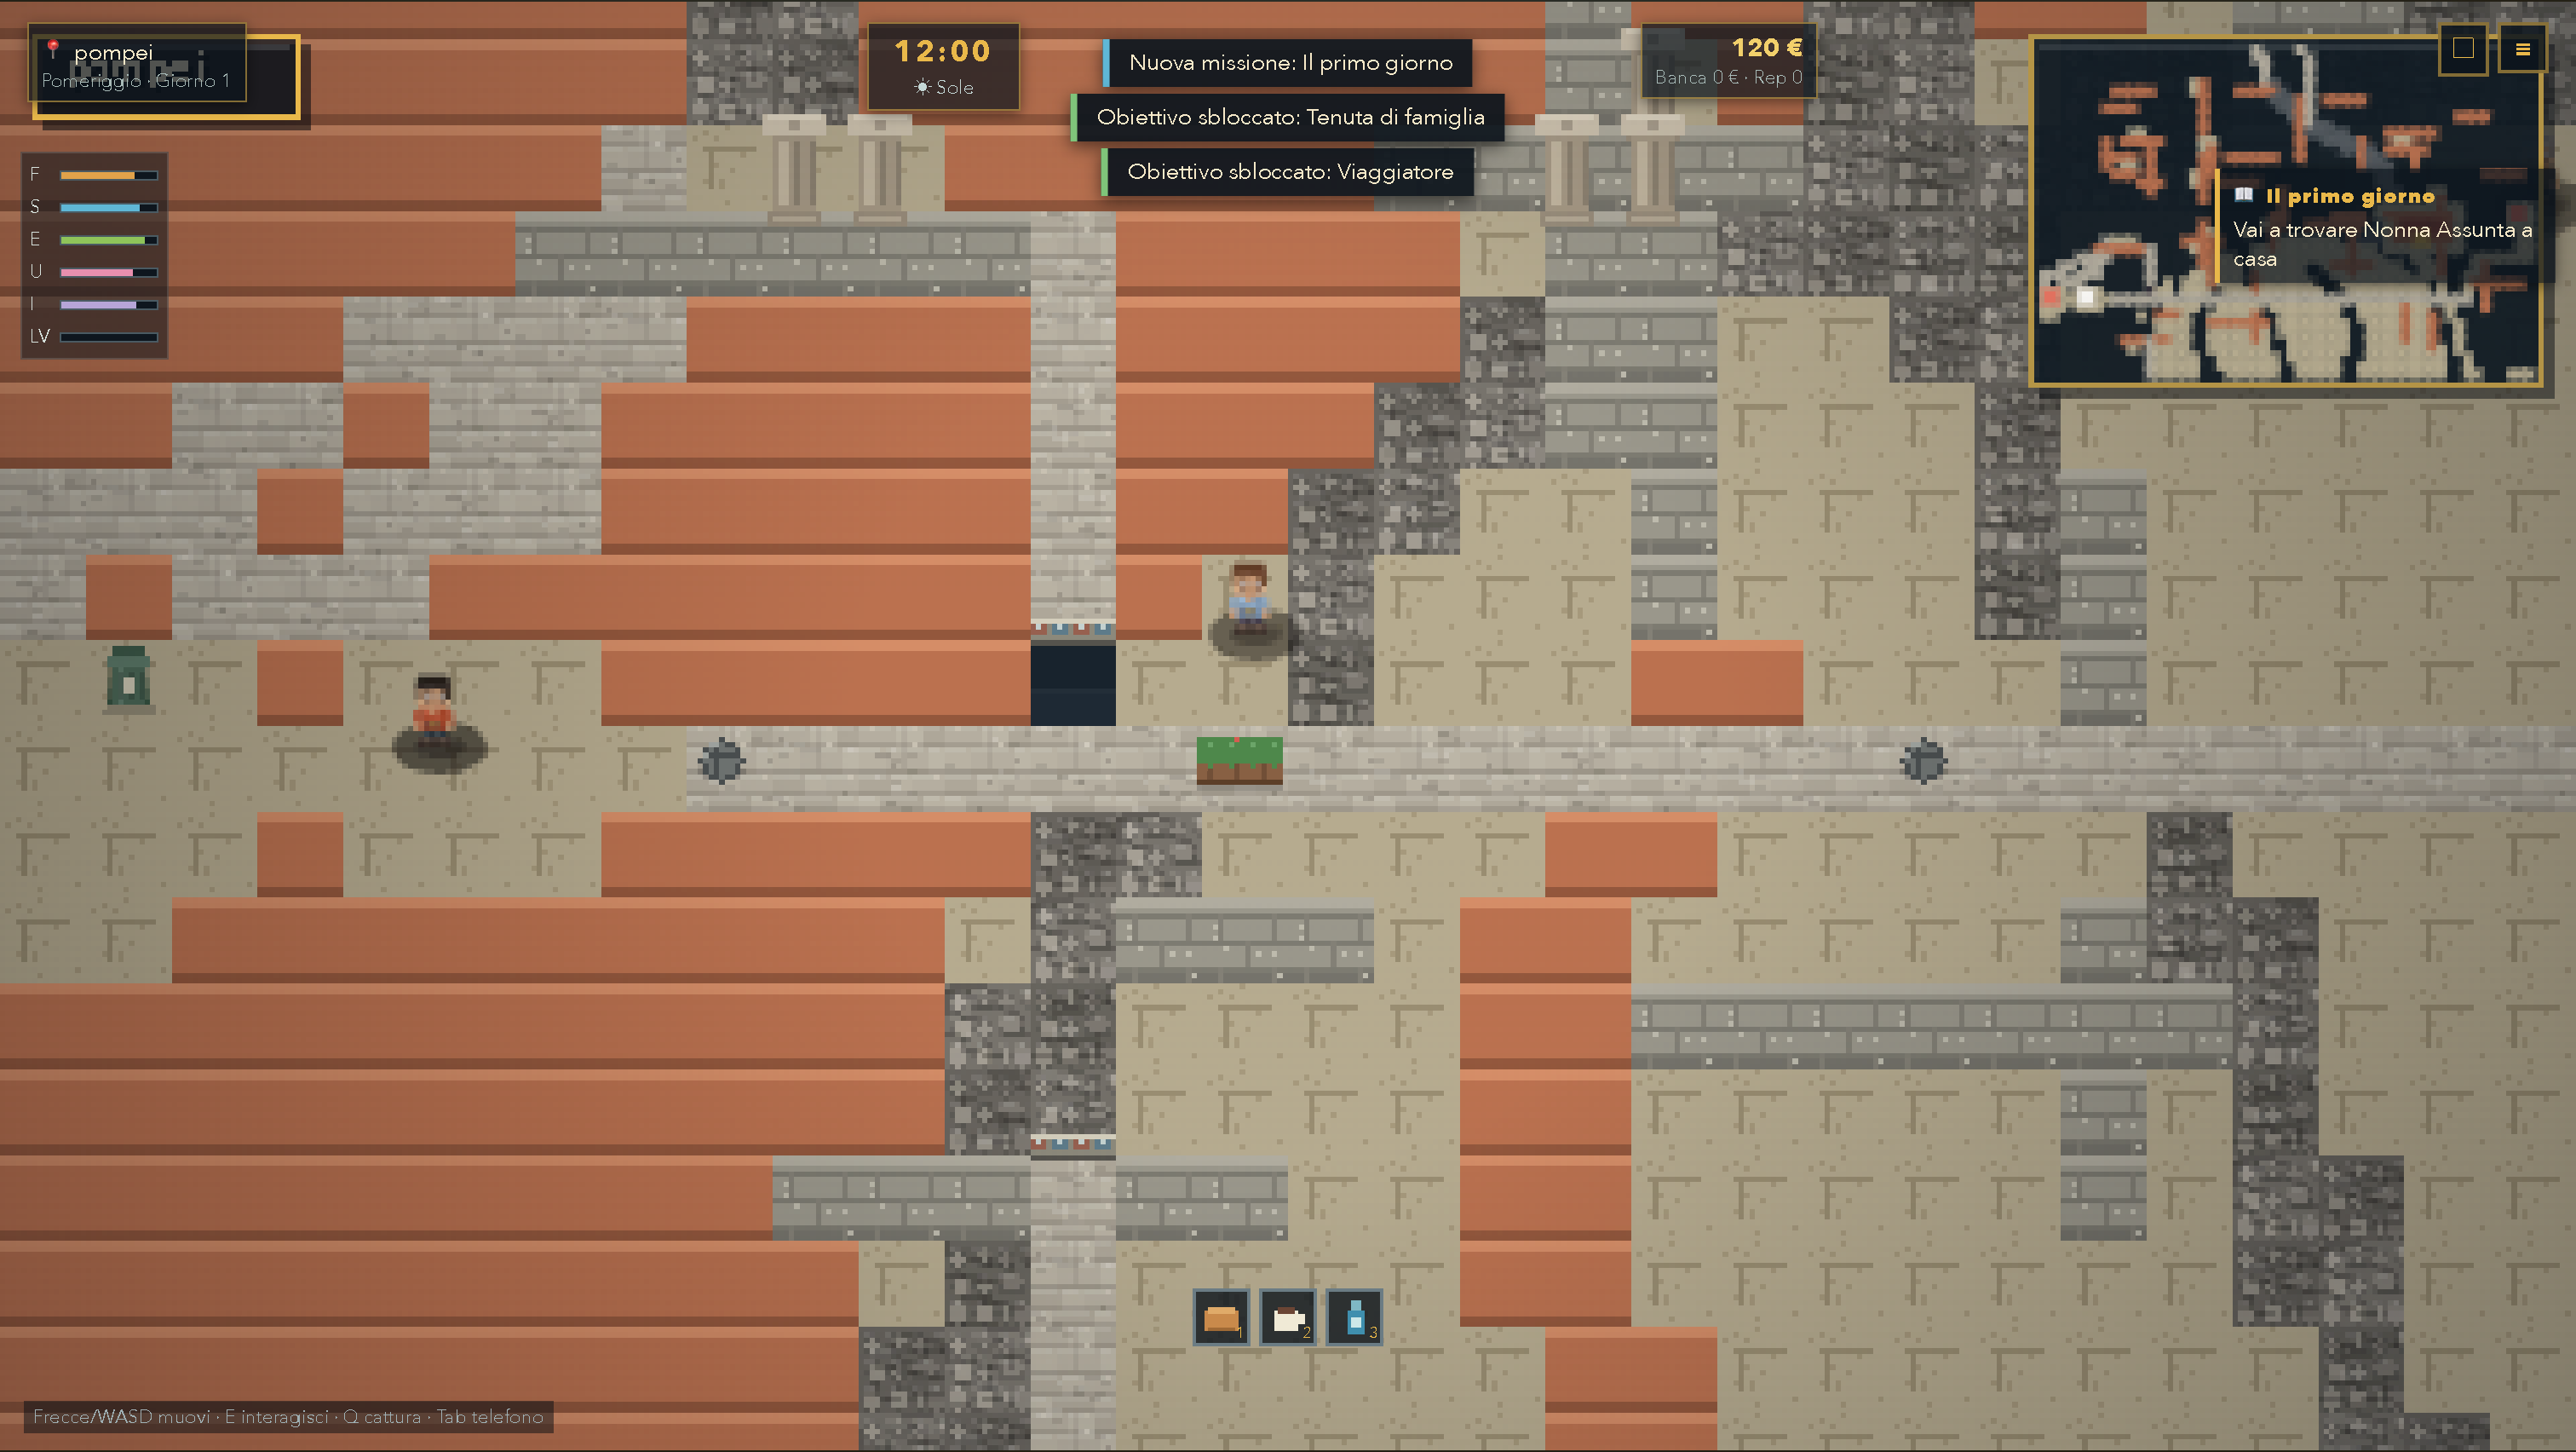 pompei
pompei
Pomeriggio · Giorno 1
12:00
Sole
Nuova missione: Il primo giorno
Obiettivo sbloccato: Tenuta di famiglia
Obiettivo sbloccato: Viaggiatore
120 €
Banca 0 € · Rep 0
Il primo giorno
Vai a trovare Nonna Assunta a
casa
F
S
E
U
I
LV
1
2
3
Frecce/WASD muovi · E interagisci · Q cattura · Tab telefono